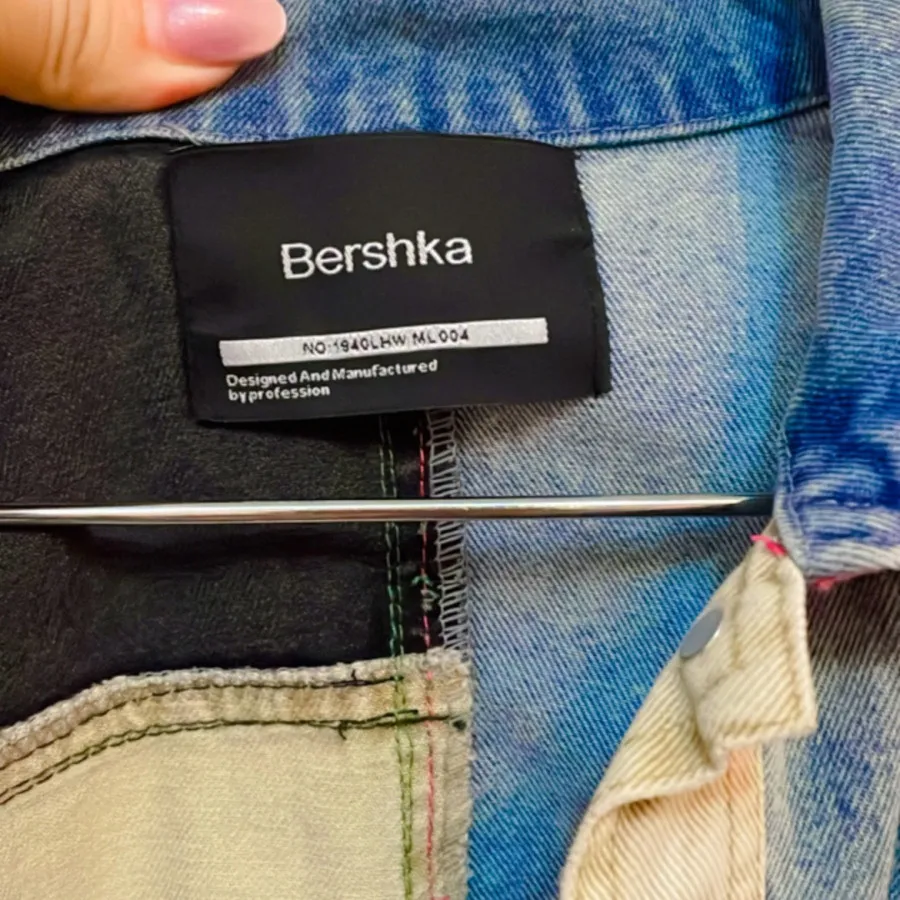 Bershka
NO:1940LHW ML004
Designed And Manufactured
by profession